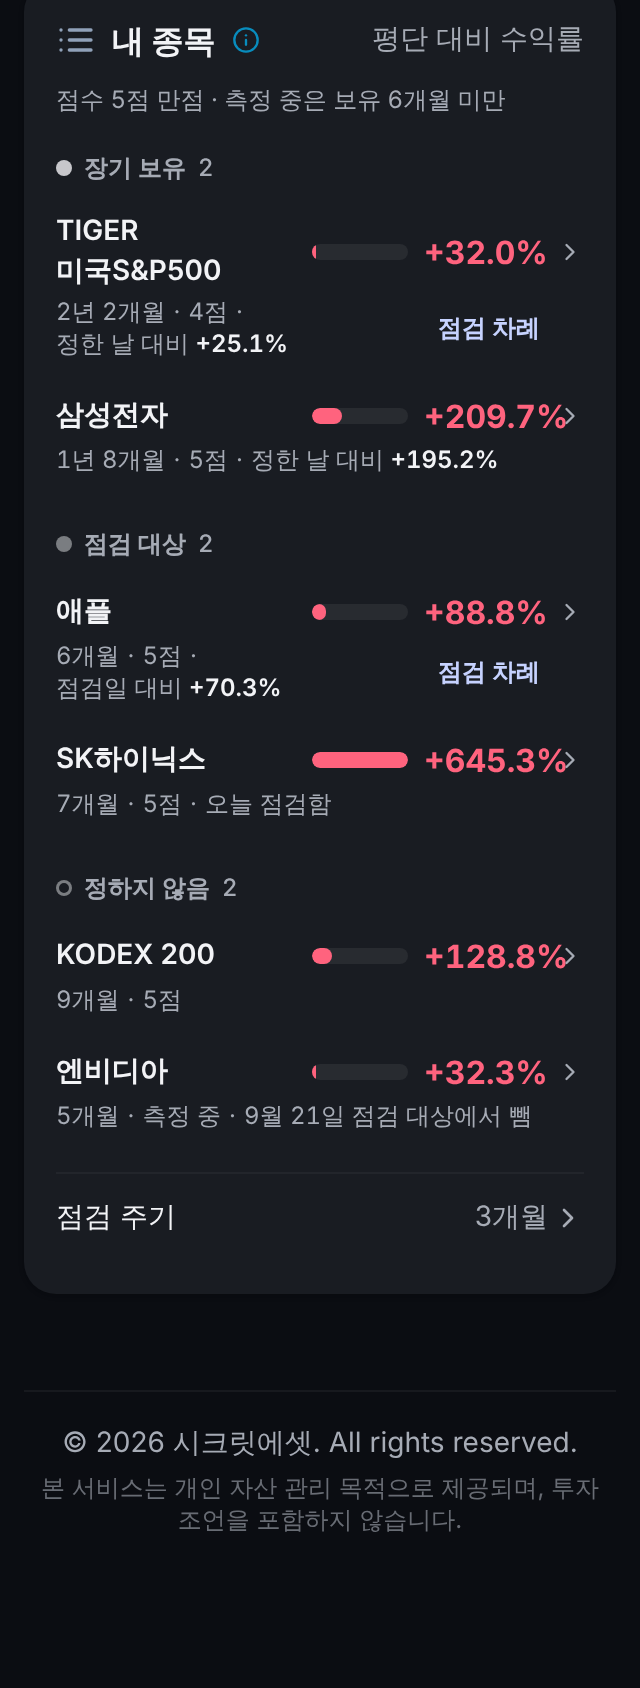 내 종목 평단 대비 수익률
점수 5점 만점 · 측정 중은 보유 6개월 미만
장기 보유 2
TIGER
미국S&P500
+32.0%
2년 2개월 · 4점 ·
정한 날 대비 +25.1%
점검 차례
삼성전자 +209.7%
1년 8개월 · 5점 · 정한 날 대비 +195.2%
점검 대상 2
애플 +88.8%
6개월 · 5점 ·
점검일 대비 +70.3%
점검 차례
SK하이닉스 +645.3%
7개월 · 5점 · 오늘 점검함
정하지 않음 2
KODEX 200 +128.8%
9개월 · 5점
엔비디아 +32.3%
5개월 · 측정 중 · 9월 21일 점검 대상에서 뺌
점검 주기 3개월
© 2026 시크릿에셋. All rights reserved.
본 서비스는 개인 자산 관리 목적으로 제공되며, 투자
조언을 포함하지 않습니다.